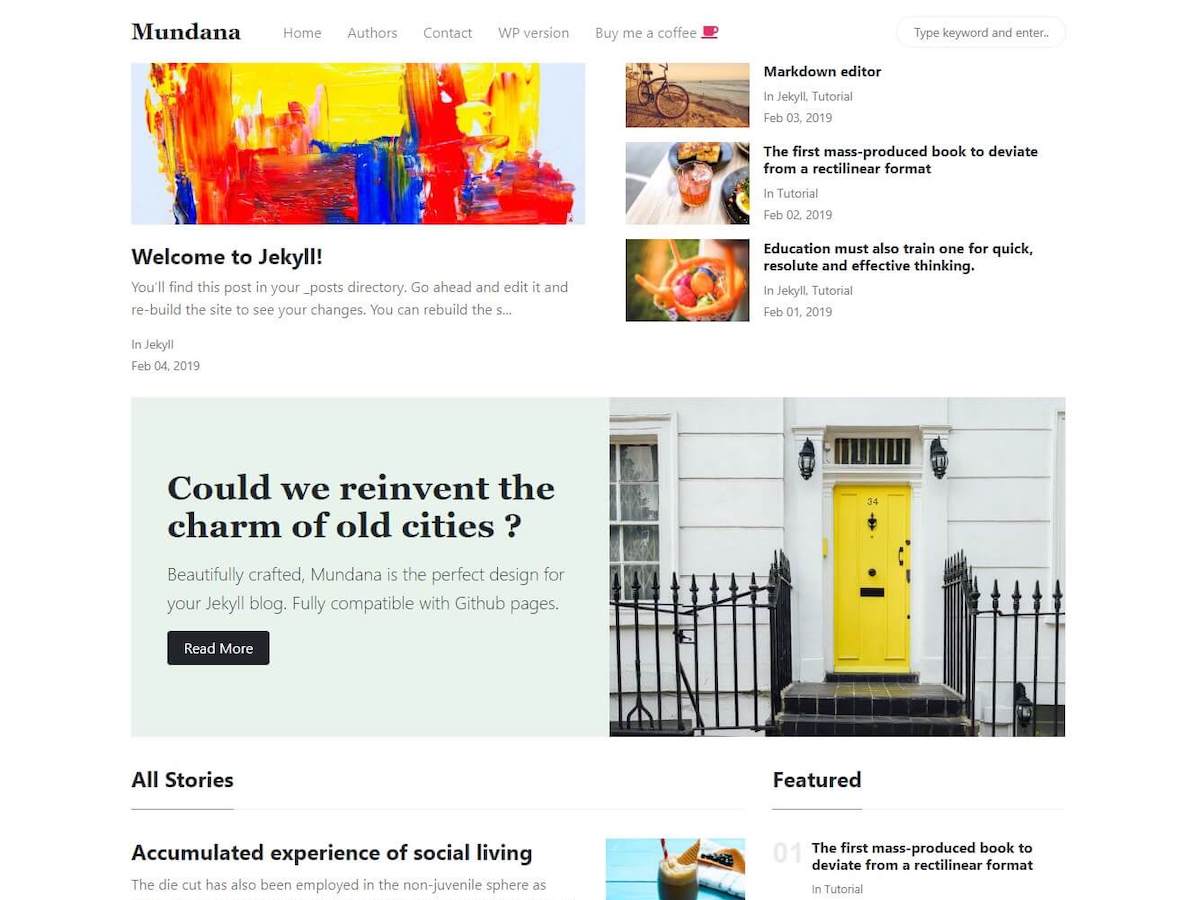 Mundana
Home
Authors
Contact
WP version
Buy me a coffee
Type keyword and enter..
Welcome to Jekyll!
You'll find this post in your _posts directory. Go ahead and edit it and
re-build the site to see your changes. You can rebuild the s...
In Jekyll
Feb 04, 2019
Markdown editor
In Jekyll, Tutorial
Feb 03, 2019
The first mass-produced book to deviate
from a rectilinear format
In Tutorial
Feb 02, 2019
Education must also train one for quick,
resolute and effective thinking.
In Jekyll, Tutorial
Feb 01, 2019
Could we reinvent the
charm of old cities ?
Beautifully crafted, Mundana is the perfect design for
your Jekyll blog. Fully compatible with Github pages.
Read More
34
All Stories
Accumulated experience of social living
The die cut has also been employed in the non-juvenile sphere as
Featured
01
The first mass-produced book to
deviate from a rectilinear format
In Tutorial